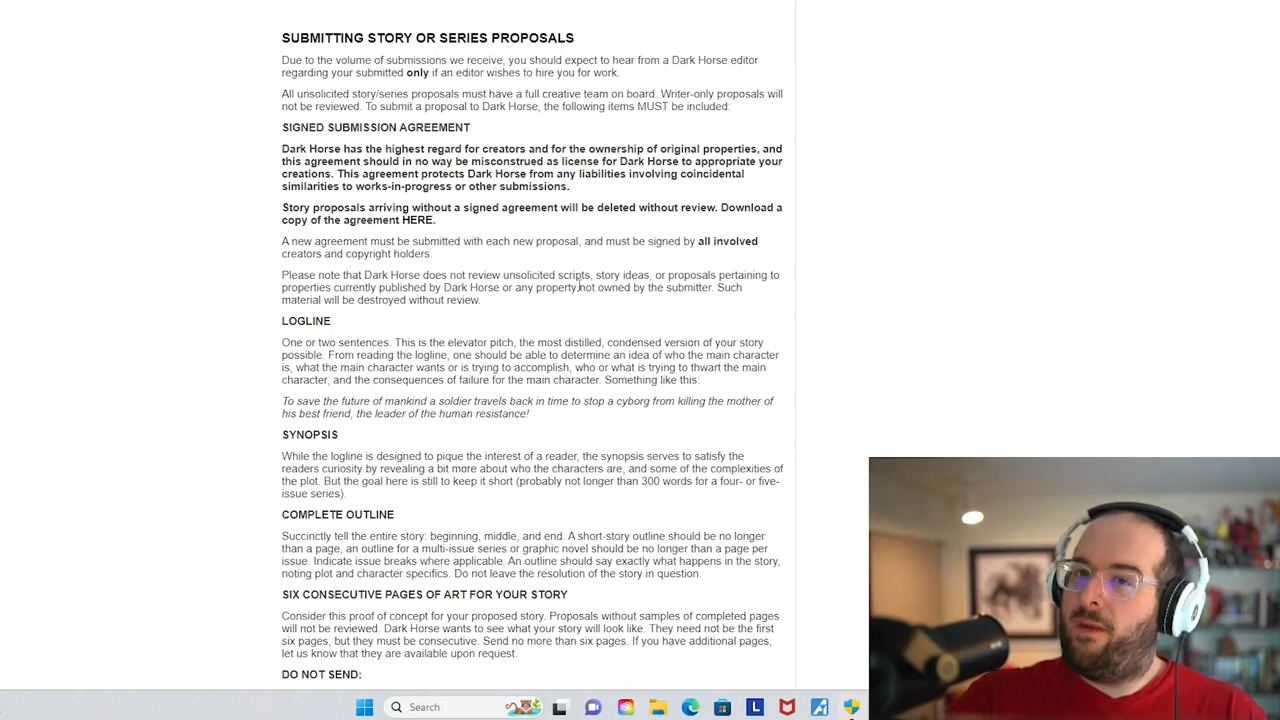 SUBMITTING STORY OR SERIES PROPOSALS
Due to the volume of submissions we receive, you should expect to hear from a Dark Horse editor
regarding your submitted only if an editor wishes to hire you for work.
All unsolicited story/series proposals must have a full creative team on board. Writer-only proposals will
not be reviewed. To submit a proposal to Dark Horse, the following items MUST be included:
SIGNED SUBMISSION AGREEMENT
Dark Horse has the highest regard for creators and for the ownership of original properties, and
this agreement should in no way be misconstrued as license for Dark Horse to appropriate your
creations. This agreement protects Dark Horse from any liabilities involving coincidental
similarities to works-in-progress or other submissions.
Story proposals arriving without a signed agreement will be deleted without review. Download a
copy of the agreement HERE.
A new agreement must be submitted with each new proposal, and must be signed by all involved
creators and copyright holders.
Please note that Dark Horse does not review unsolicited scripts, story ideas, or proposals pertaining to
properties currently published by Dark Horse or any property not owned by the submitter. Such
material will be destroyed without review.
LOGLINE
One or two sentences. This is the elevator pitch, the most distilled, condensed version of your story
possible. From reading the logline, one should be able to determine an idea of who the main character
is, what the main character wants or is trying to accomplish, who or what is trying to thwart the main
character, and the consequences of failure for the main character. Something like this:
To save the future of mankind a soldier travels back in time to stop a cyborg from killing the mother of
his best friend, the leader of the human resistance!
SYNOPSIS
While the logline is designed to pique the interest of a reader, the synopsis serves to satisfy the
readers curiosity by revealing a bit more about who the characters are, and some of the complexities of
the plot. But the goal here is still to keep it short (probably not longer than 300 words for a four- or five-
issue series).
COMPLETE OUTLINE
Succinctly tell the entire story: beginning, middle, and end. A short-story outline should be no longer
than a page, an outline for a multi-issue series or graphic novel should be no longer than a page per
issue. Indicate issue breaks where applicable. An outline should say exactly what happens in the story,
noting plot and character specifics. Do not leave the resolution of the story in question.
SIX CONSECUTIVE PAGES OF ART FOR YOUR STORY
Consider this proof of concept for your proposed story. Proposals without samples of completed pages
will not be reviewed. Dark Horse wants to see what your story will look like. They need not be the first
six pages, but they must be consecutive. Send no more than six pages. If you have additional pages,
let us know that they are available upon request.
DO NOT SEND:
Search
L